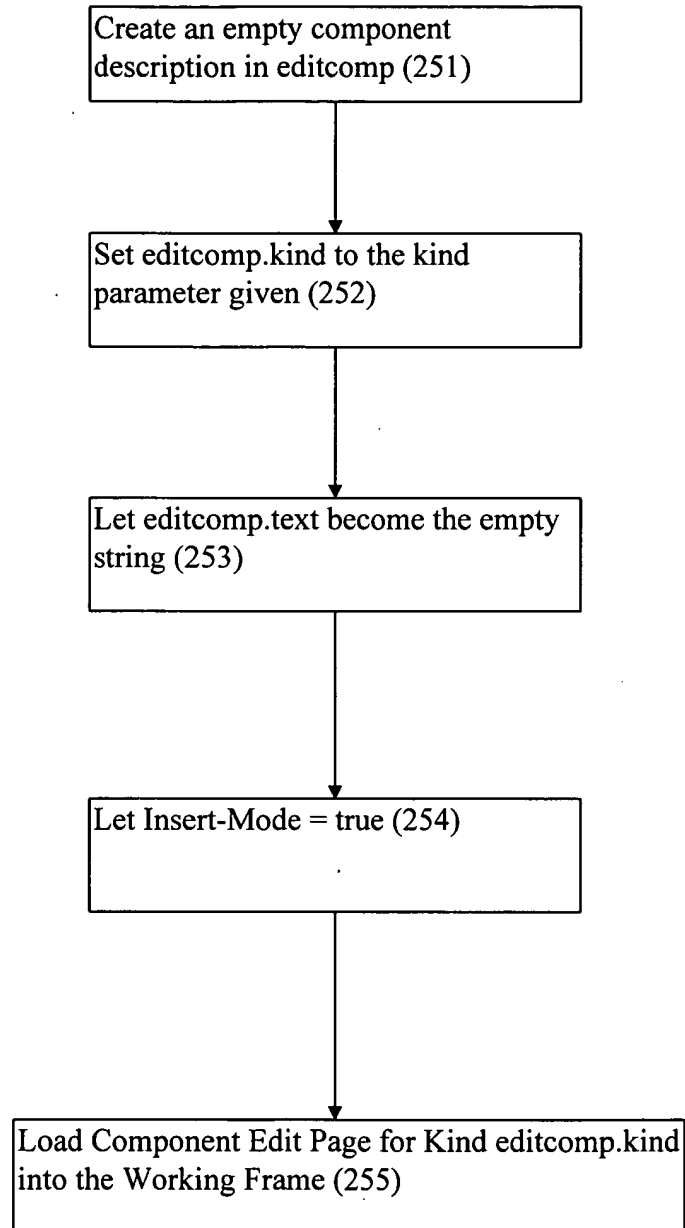 Create an empty component
description in editcomp (251)
Set editcomp.kind to the kind
parameter given (252)
Let editcomp.text become the empty
string (253)
Let Insert-Mode = true (254)
Load Component Edit Page for Kind editcomp.kind
into the Working Frame (255)